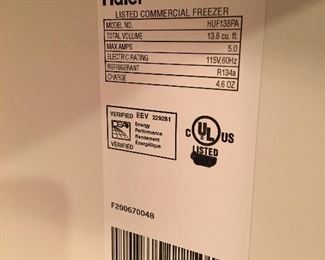 Haier
LISTED COMMERCIAL FREEZER
MODEL NO. HUF138PA
TOTAL VOLUME 13.8 cu. ft.
MAX AMPS 5.0
ELECTRIC RATING 115V,60Hz
REFRIGERANT R134a
CHARGE 4.6 OZ
VERIFIED EEV 229281
Energy
Performance
Rendement
Énergétique
VERIFIED
C UL US
LISTED
F200670048